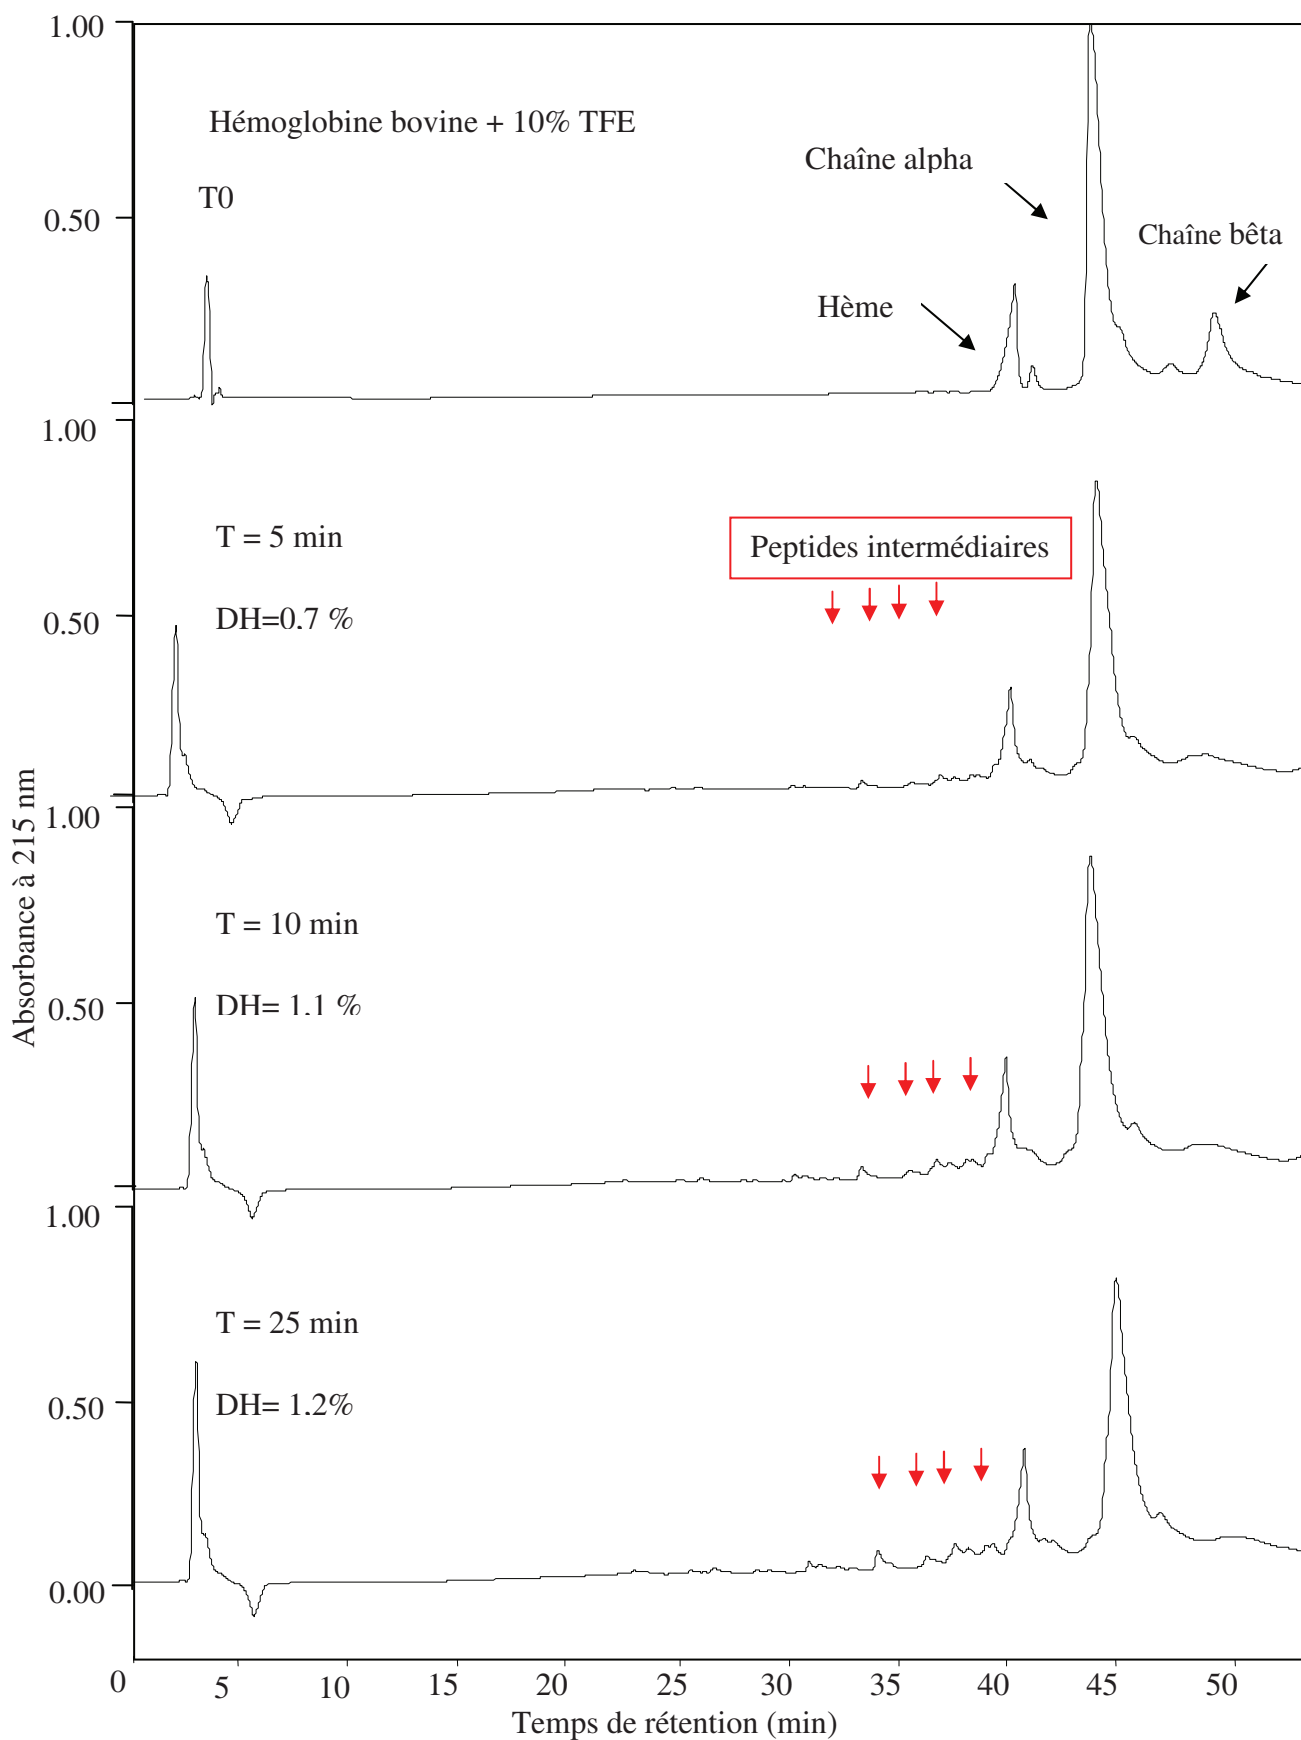 1.00
Hémoglobine bovine + 10% TFE
Chaîne alpha
T0
0.50
Chaîne bêta
Hème
1.00
T = 5 min
Peptides intermédiaires
DH=0.7 %
0.50
1.00
T = 10 min
DH= 1.1 %
0.50
Absorbance à 215 nm
1.00
T = 25 min
DH= 1.2%
0.50
0.00
0 5 10 15 20 25 30 35 40 45 50
Temps de rétention (min)